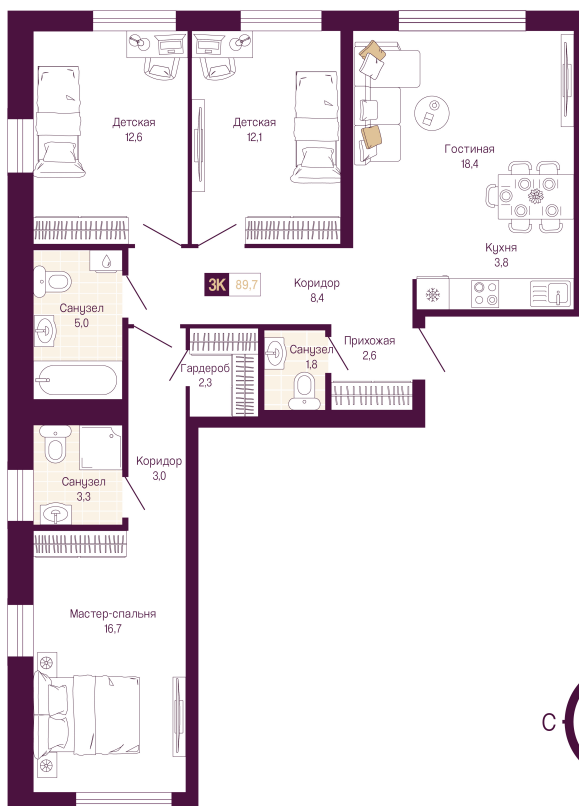 Детская
12,6
Детская
12,1
Гостиная
18,4
Кухня
3,8
3К 89.7
Коридор
8,4
Санузел
5,0
Гардероб
2,3
Санузел
1,8
Прихожая
2,6
Коридор
3,0
Санузел
3,3
Мастер-спальня
16,7
С